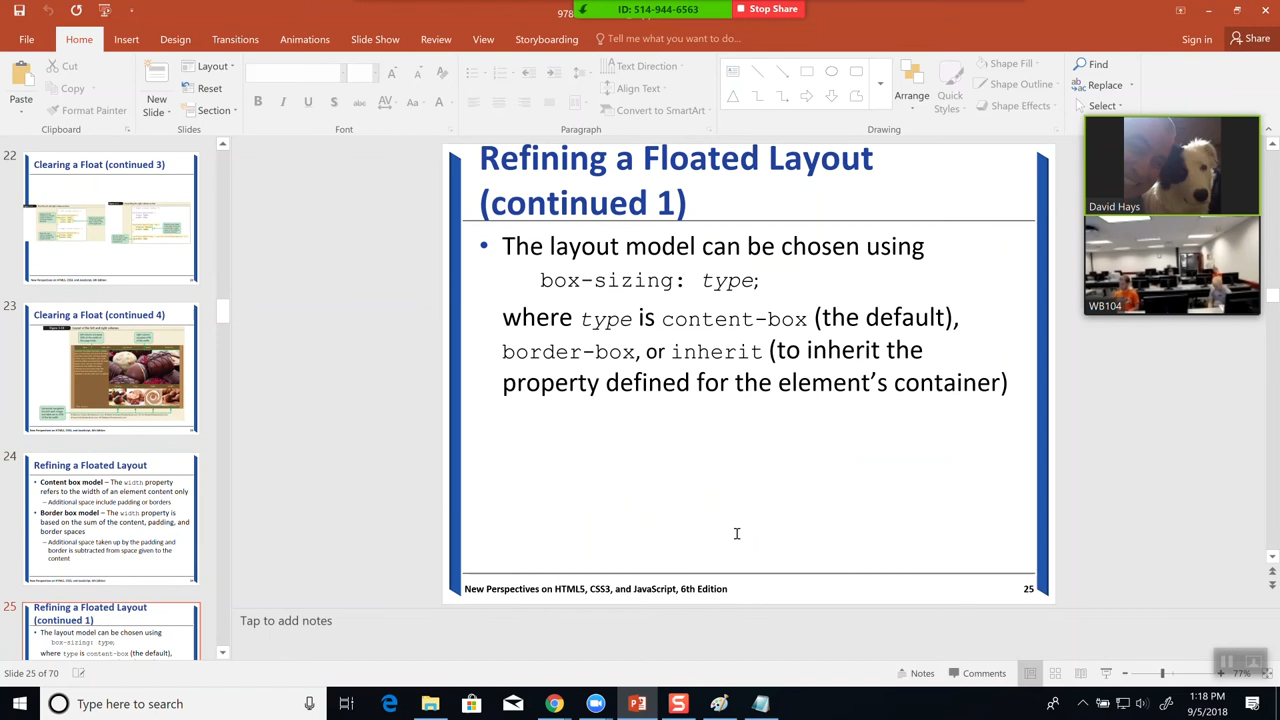 978
ID: 514-944-6563
Stop Share
File Home Insert Design Transitions Animations Slide Show Review View Storyboarding Tell me what you want to do... Sign in Share
Paste
Cut
Copy
Format Painter
Clipboard
New
Slide
Layout
Reset
Section
Slides
B I U S abc AV Aa A
Font
Text Direction
Align Text
Convert to SmartArt
Paragraph
Arrange
Quick
Styles
Shape Fill
Shape Outline
Shape Effects
Drawing
Find
Replace
Select
David Hays
WB104
22
Clearing a Float (continued 3)
23
Clearing a Float (continued 4)
24
Refining a Floated Layout
• Content box model – The width property
refers to the width of an element content only
– Additional space include padding or borders
• Border box model – The width property is
based on the sum of the content, padding, and
border spaces
– Additional space taken up by the padding and
border is subtracted from space given to the
content
25
Refining a Floated Layout
(continued 1)
• The layout model can be chosen using
box-sizing: type;
where type is content-box (the default),
Refining a Floated Layout
(continued 1)
• The layout model can be chosen using
box-sizing: type;
where type is content-box (the default),
border-box, or inherit (to inherit the
property defined for the element’s container)
New Perspectives on HTML5, CSS3, and JavaScript, 6th Edition 25
Tap to add notes
Slide 25 of 70
Notes
Comments
77%
Type here to search
1:18 PM
9/5/2018